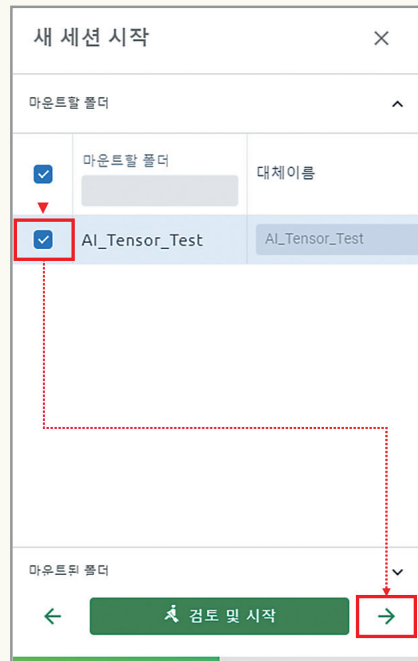 새 세션 시작
마운트할 폴더
마운트할 폴더
대체이름
AI_Tensor_Test
AI_Tensor_Test
마운트된 폴더
검토 및 시작